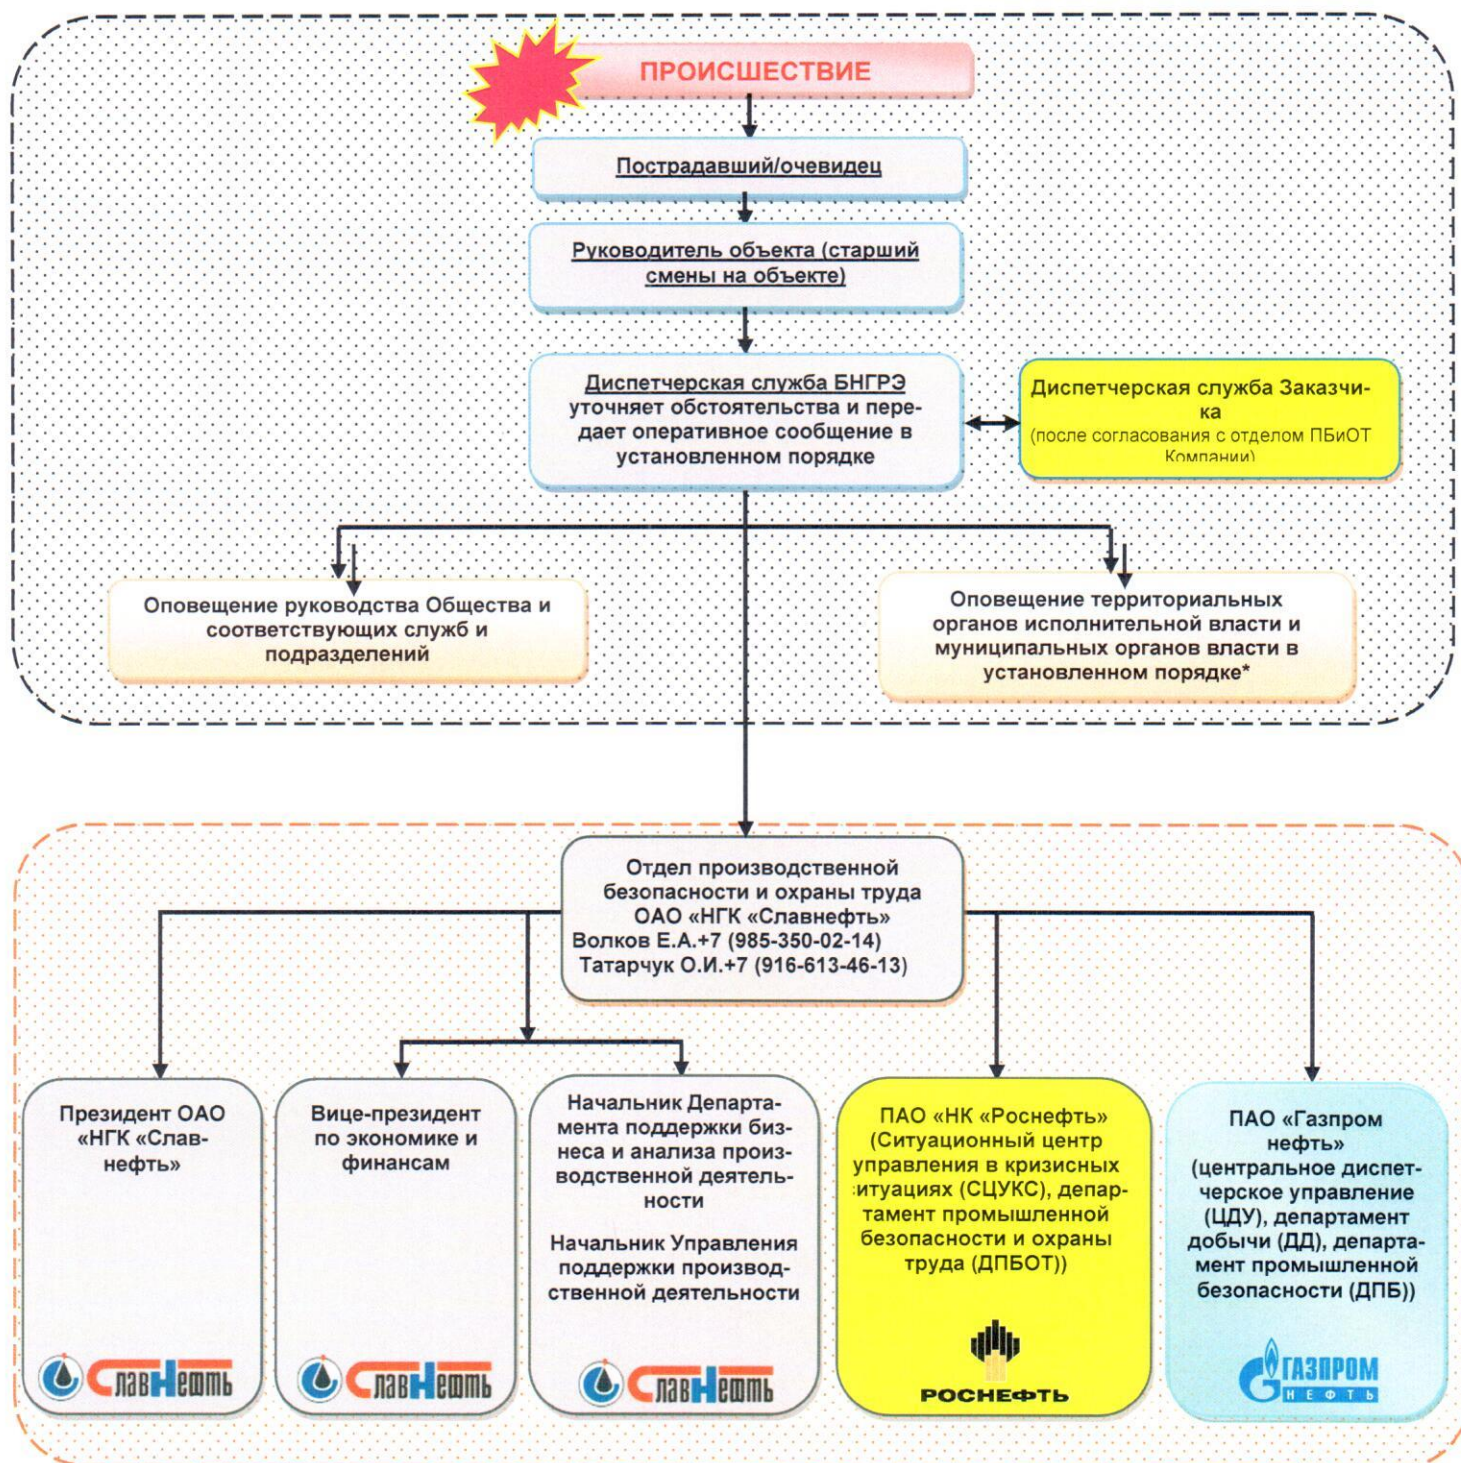 ПРОИСШЕСТВИЕ
Пострадавший/очевидец
Руководитель объекта (старший
смены на объекте)
Диспетчерская служба БНГРЭ
уточняет обстоятельства и пере-
дает оперативное сообщение в
установленном порядке
Диспетчерская служба Заказчи-
ка
(после согласования с отделом ПБиОТ
Компании)
Оповещение руководства Общества и
соответствующих служб и
подразделений
Оповещение территориальных
органов исполнительной власти и
муниципальных органов власти в
установленном порядке*
Отдел производственной
безопасности и охраны труда
ОАО «НГК «Славнефть»
Волков Е.А.+7 (985-350-02-14)
Татарчук О.И.+7 (916-613-46-13)
Президент ОАО
«НГК «Слав-
нефть»
СлавНефть
Вице-президент
по экономике и
финансам
СлавНефть
Начальник Департа-
мента поддержки биз-
неса и анализа произ-
водственной деятель-
ности
Начальник Управления
поддержки производ-
ственной деятельности
СлавНефть
ПАО «НК «Роснефть»
(Ситуационный центр
управления в кризисных
ситуациях (СЦУКС), депар-
тамент промышленной
безопасности и охраны
труда (ДПБОТ))
РОСНЕФТЬ
ПАО «Газпром
нефть»
(центральное диспет-
черское управление
(ЦДУ), департамент
добычи (ДД), департа-
мент промышленной
безопасности (ДПБ))
ГАЗПРОМ
НЕФТЬ